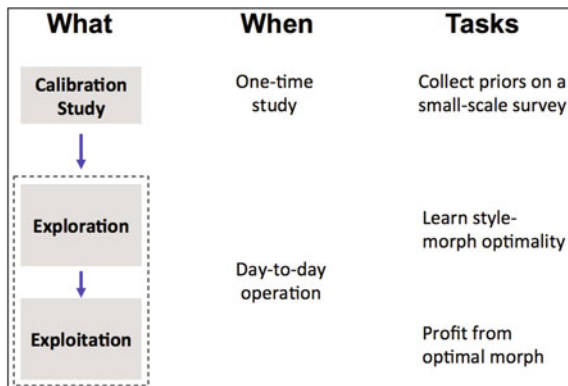 What
When
Tasks
Calibration
Study
One-time
study
Collect priors on a
small-scale survey
Exploration
Learn style-
morph optimality
Day-to-day
operation
Exploitation
Profit from
optimal morph